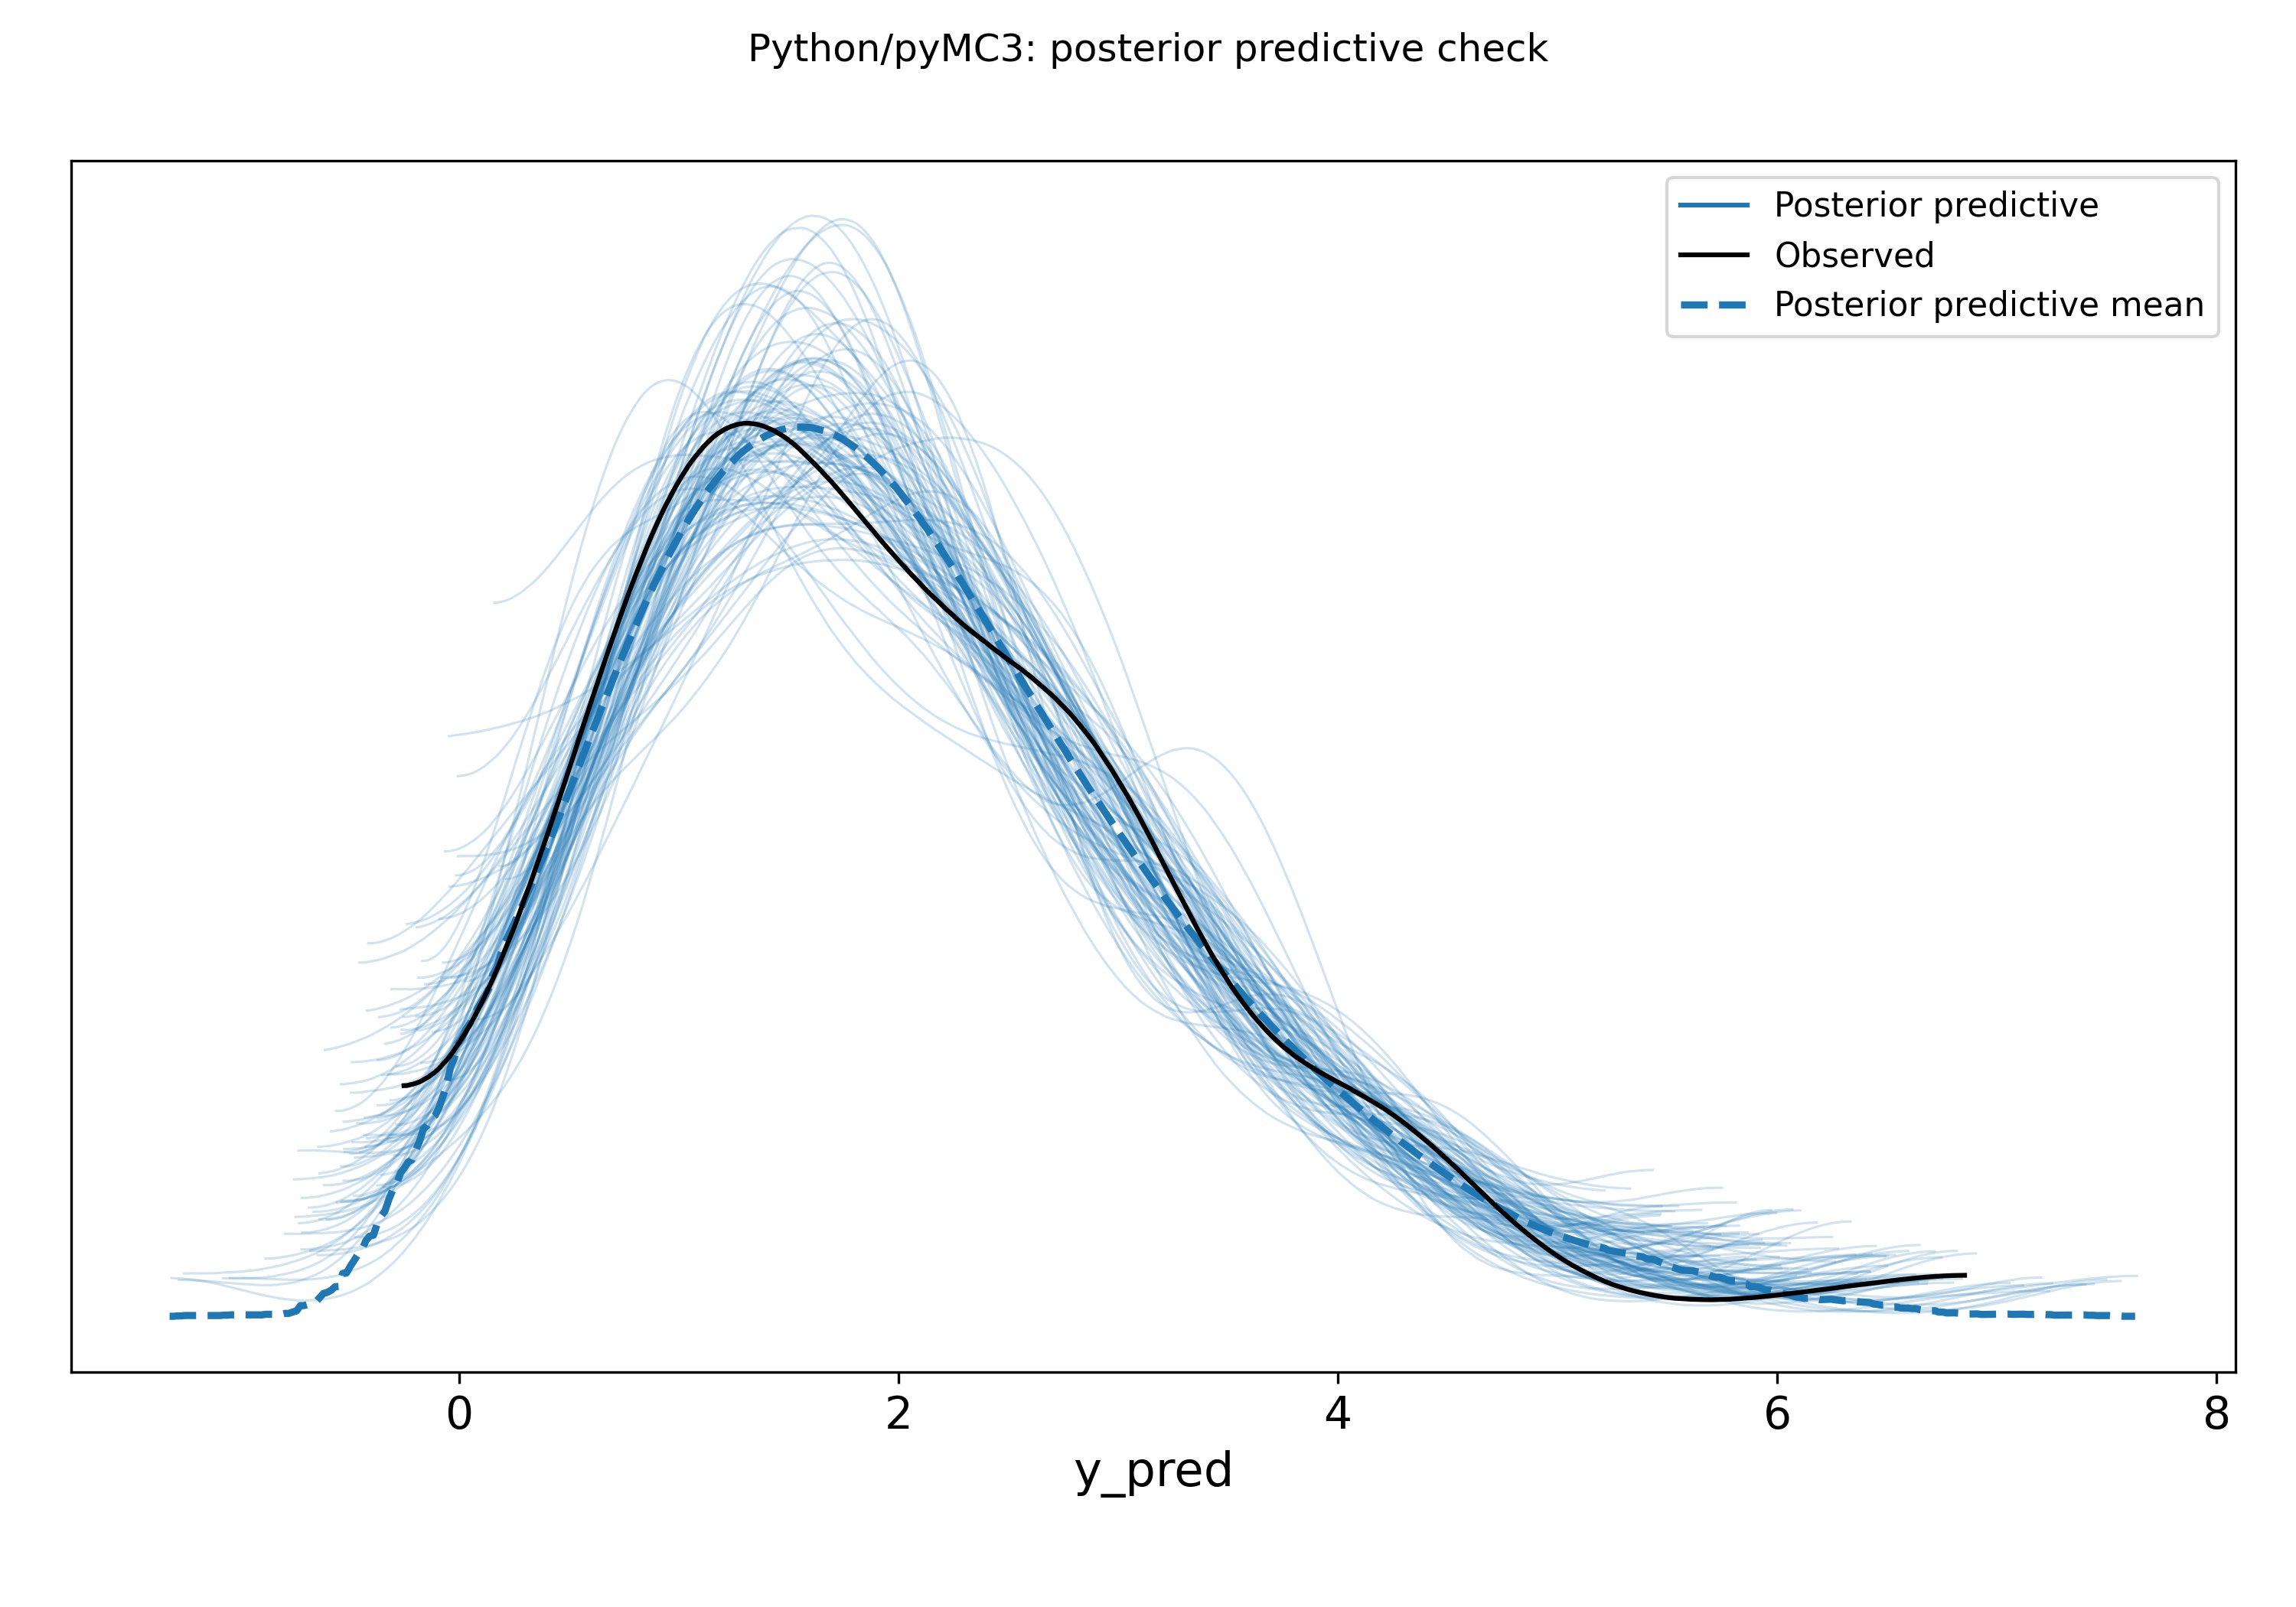 Python/pyMC3: posterior predictive check
Posterior predictive
Observed
Posterior predictive mean
0 2 4 6 8
y_pred